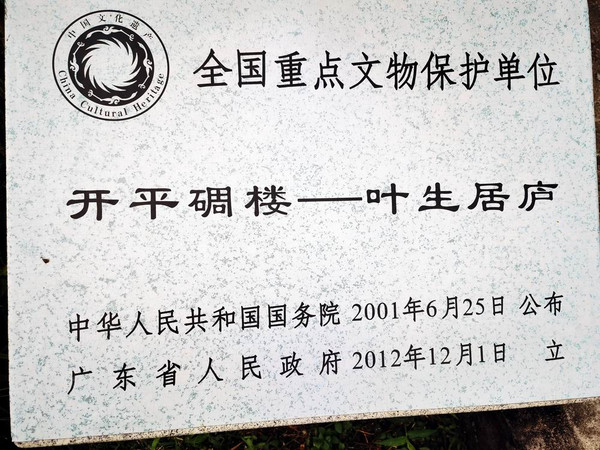 中国文化遗产
China Cultural Heritage
全国重点文物保护单位
开平碉楼——叶生居庐
中华人民共和国国务院 2001年6月25日 公布
广东省人民政府 2012年12月1日 立